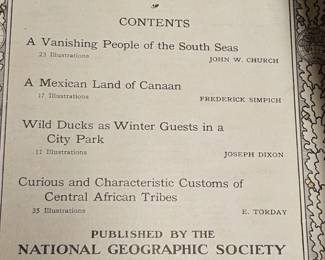 CONTENTS
A Vanishing People of the South Seas
23 Illustrations
JOHN W. CHURCH
A Mexican Land of Canaan
17 Illustrations
FREDERICK SIMPICH
Wild Ducks as Winter Guests in a
City Park
11 Illustrations
JOSEPH DIXON
Curious and Characteristic Customs of
Central African Tribes
35 Illustrations
E. TORDAY
PUBLISHED BY THE
NATIONAL GEOGRAPHIC SOCIETY